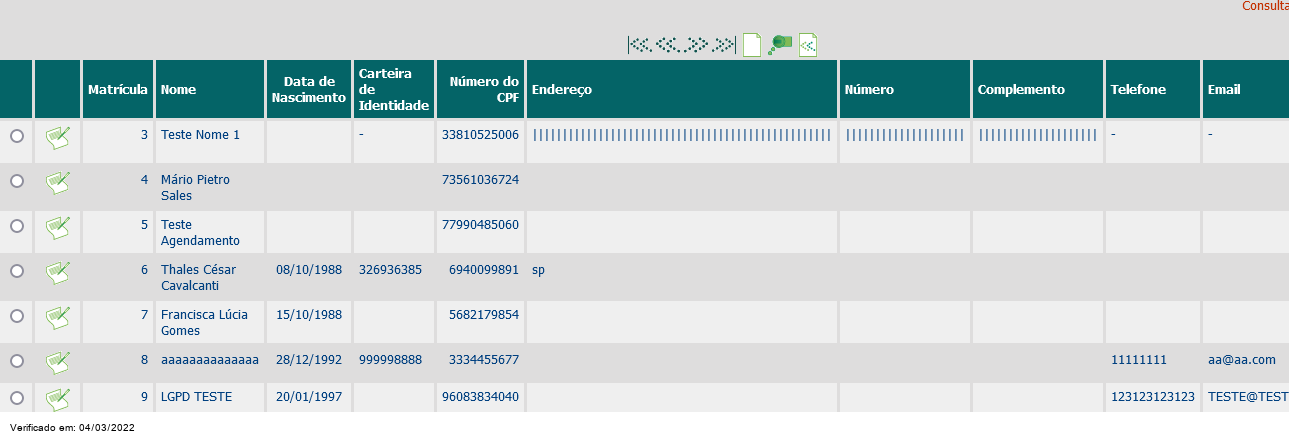 Consulta
Matrícula Nome Data de Nascimento Carteira de Identidade Número do CPF Endereço Número Complemento Telefone Email
3 Teste Nome 1 - 33810525006 - -
4 Mário Pietro Sales 73561036724
5 Teste Agendamento 77990485060
6 Thales César Cavalcanti 08/10/1988 326936385 6940099891 sp
7 Francisca Lúcia Gomes 15/10/1988 5682179854
8 aaaaaaaaaaaaaa 28/12/1992 999998888 3334455677 11111111 aa@aa.com
9 LGPD TESTE 20/01/1997 96083834040 123123123123 TESTE@TEST
Verificado em: 04/03/2022